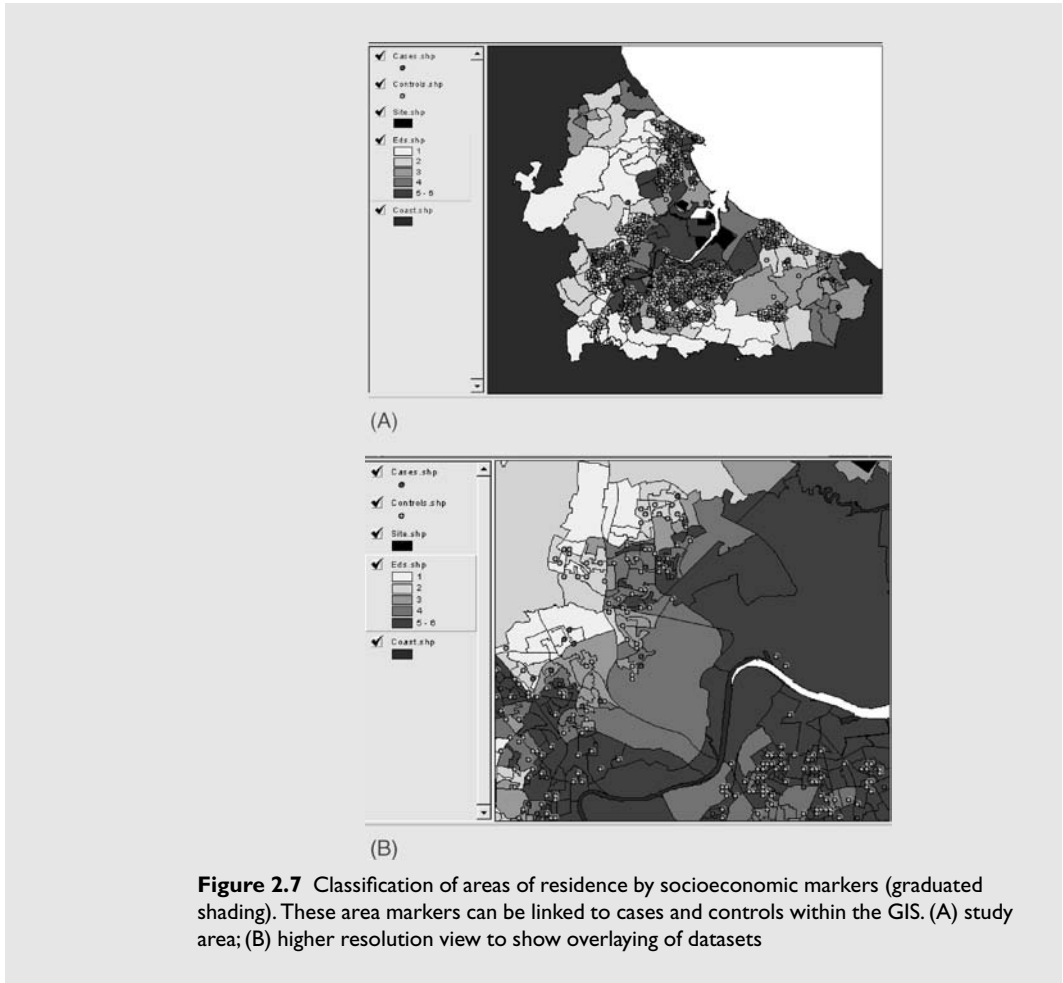 Cases.shp
Controls.shp
Site.shp
Eds.shp
1
2
3
4
5 - 6
Coast.shp
(A)
Cases.shp
Controls.shp
Site.shp
Eds.shp
1
2
3
4
5 - 6
Coast.shp
(B)
Figure 2.7 Classification of areas of residence by socioeconomic markers (graduated
shading). These area markers can be linked to cases and controls within the GIS. (A) study
area; (B) higher resolution view to show overlaying of datasets